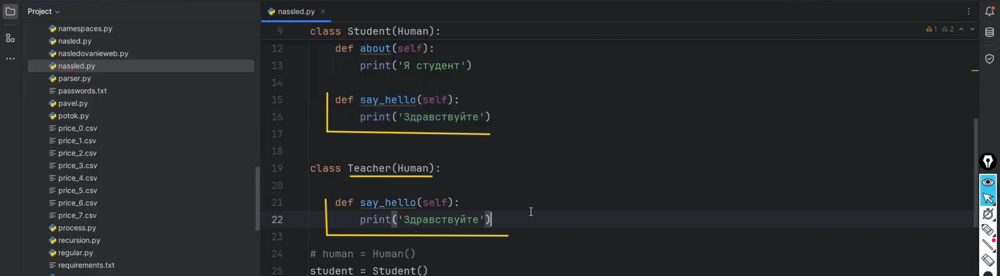 Project
namespaces.py
nasled.py
nasledovanieweb.py
nassled.py
parser.py
passwords.txt
pavel.py
potok.py
price_0.csv
price_1.csv
price_2.csv
price_3.csv
price_4.csv
price_5.csv
price_6.csv
price_7.csv
process.py
recursion.py
regular.py
requirements.txt
nassled.py
1 2
9 class Student(Human):
12 def about(self):
13 print('Я студент')
14
15 def say_hello(self):
16 print('Здравствуйте')
17
18
19 class Teacher(Human):
20
21 def say_hello(self):
22 print('Здравствуйте')
23
24 # human = Human()
25 student = Student()